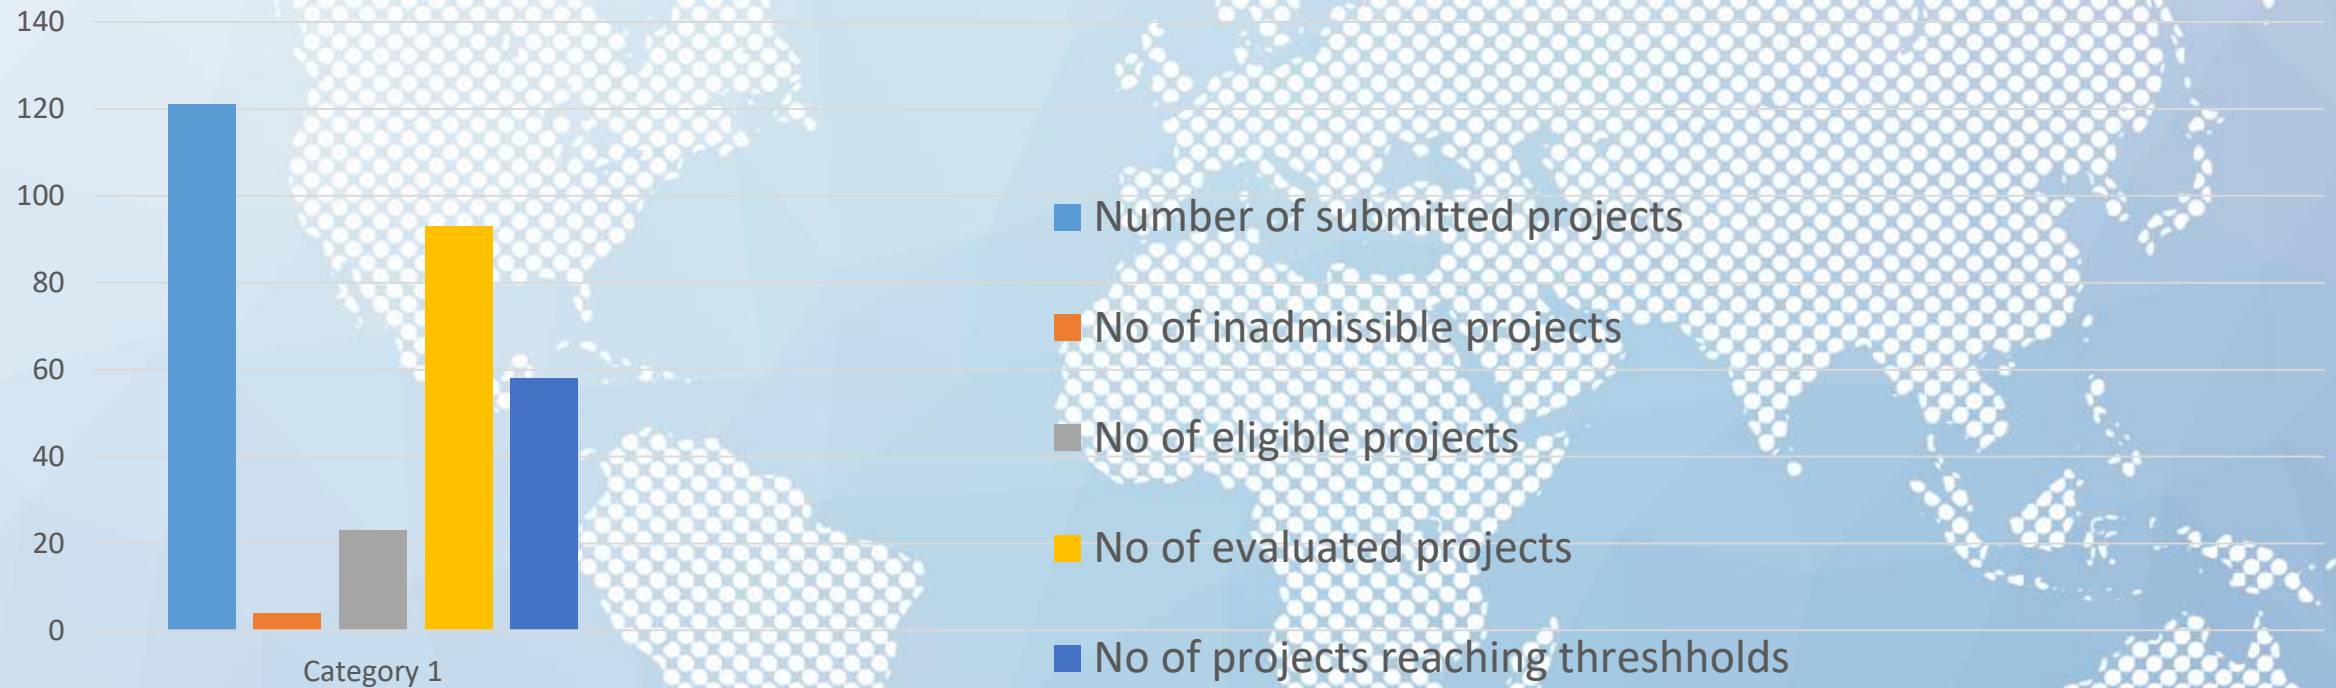 140
120
100
80
60
40
20
0
Category 1
Number of submitted projects
No of inadmissible projects
No of eligible projects
No of evaluated projects
No of projects reaching threshholds